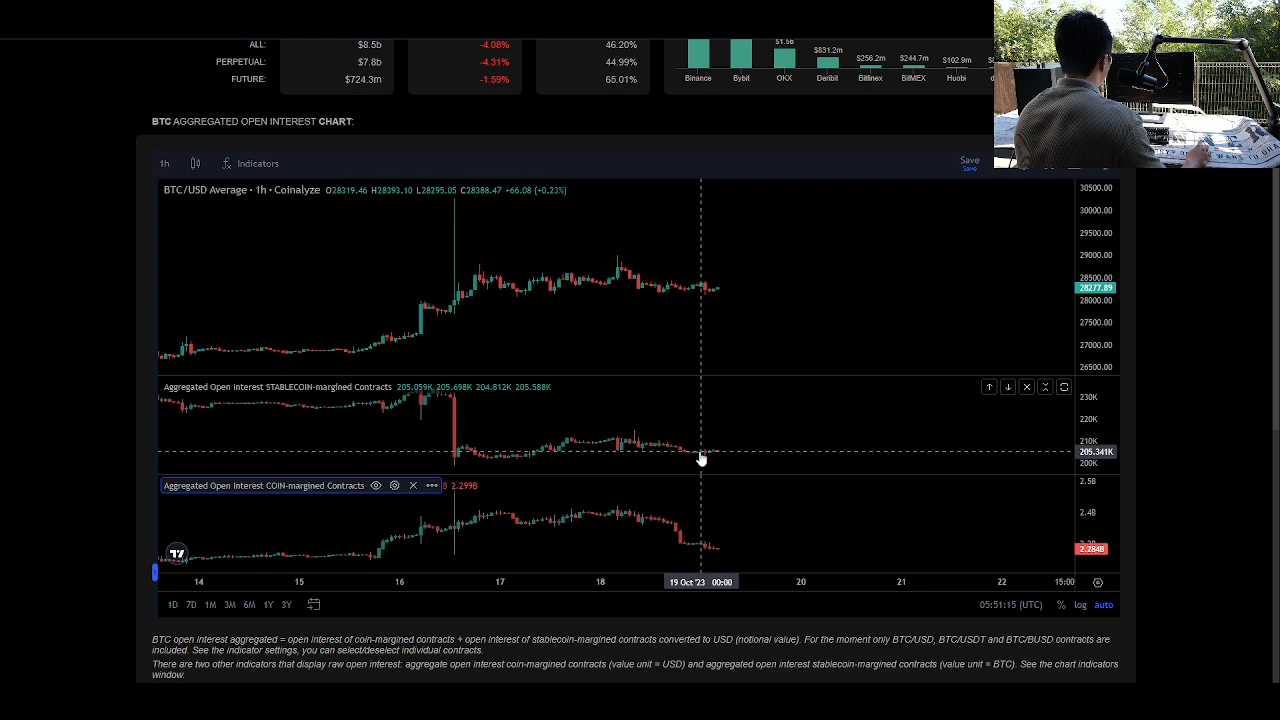 ALL: $8.5b -4.08% 46.20% $1.5b $831.2m $256.2m $244.7m $102.9m
PERPETUAL: $7.8b -4.31% 44.99%
FUTURE: $724.3m -1.59% 65.01% Binance Bybit OKX Deribit Bitfinex BitMEX Huobi
BTC AGGREGATED OPEN INTEREST CHART:
1h Indicators Save
Save
BTC/USD Average · 1h · Coinalyze O28319.46 H28393.10 L28295.05 C28388.47 +66.08 (+0.23%)
30500.00
30000.00
29500.00
29000.00
28500.00
28277.89
28000.00
27500.00
27000.00
26500.00
Aggregated Open Interest STABLECOIN-margined Contracts 205.059K 205.698K 204.812K 205.588K
230K
220K
210K
205.341K
200K
Aggregated Open Interest COIN-margined Contracts B 2.299B
2.5B
2.4B
2.284B
14 15 16 17 18 19 Oct '23 00:00 20 21 22 15:00
1D 7D 1M 3M 6M 1Y 3Y 05:51:15 (UTC) % log auto
BTC open interest aggregated = open interest of coin-margined contracts + open interest of stablecoin-margined contracts converted to USD (notional value). For the moment only BTC/USD, BTC/USDT and BTC/BUSD contracts are
included. See the indicator settings, you can select/deselect individual contracts.
There are two other indicators that display raw open interest: aggregate open interest coin-margined contracts (value unit = USD) and aggregated open interest stablecoin-margined contracts (value unit = BTC). See the chart indicators
window.